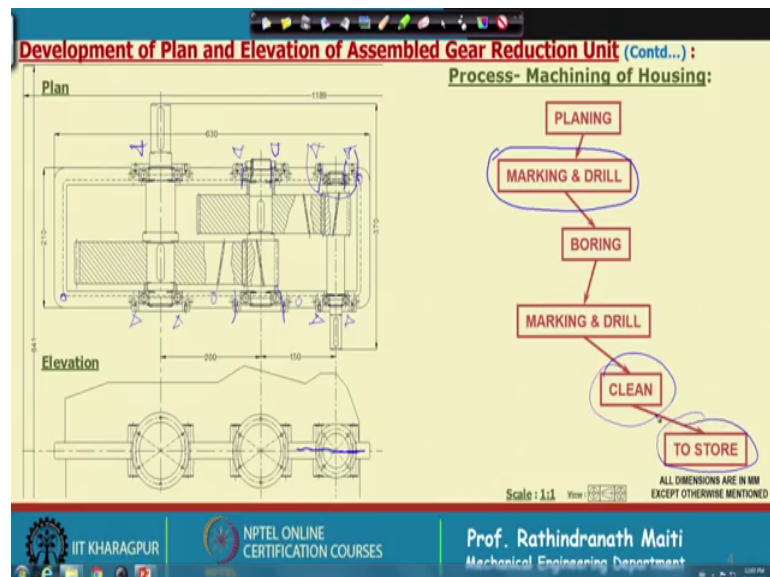 Development of Plan and Elevation of Assembled Gear Reduction Unit (Contd...) :
Plan
1189
630
210
370
841
200
150
Elevation
Process- Machining of Housing:
PLANING
MARKING & DRILL
BORING
MARKING & DRILL
CLEAN
TO STORE
ALL DIMENSIONS ARE IN MM
EXCEPT OTHERWISE MENTIONED
Scale : 1:1
View :
IIT KHARAGPUR
NPTEL ONLINE
CERTIFICATION COURSES
Prof. Rathindranath Maiti
Mechanical Engineering Department